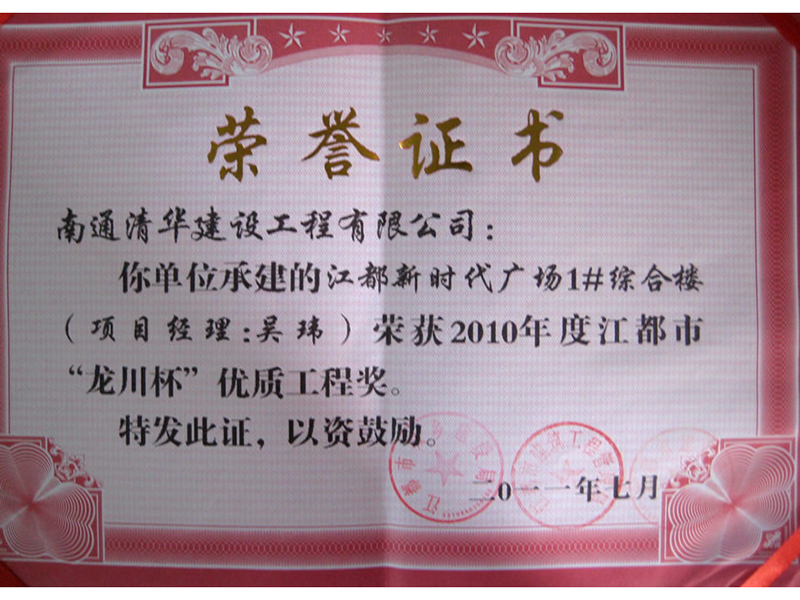 荣誉证书
南通清华建设工程有限公司：
你单位承建的江都新时代广场1#综合楼
（项目经理：吴玮）荣获2010年度江都市
“龙川杯”优质工程奖。
特发此证，以资鼓励。
二〇一一年七月